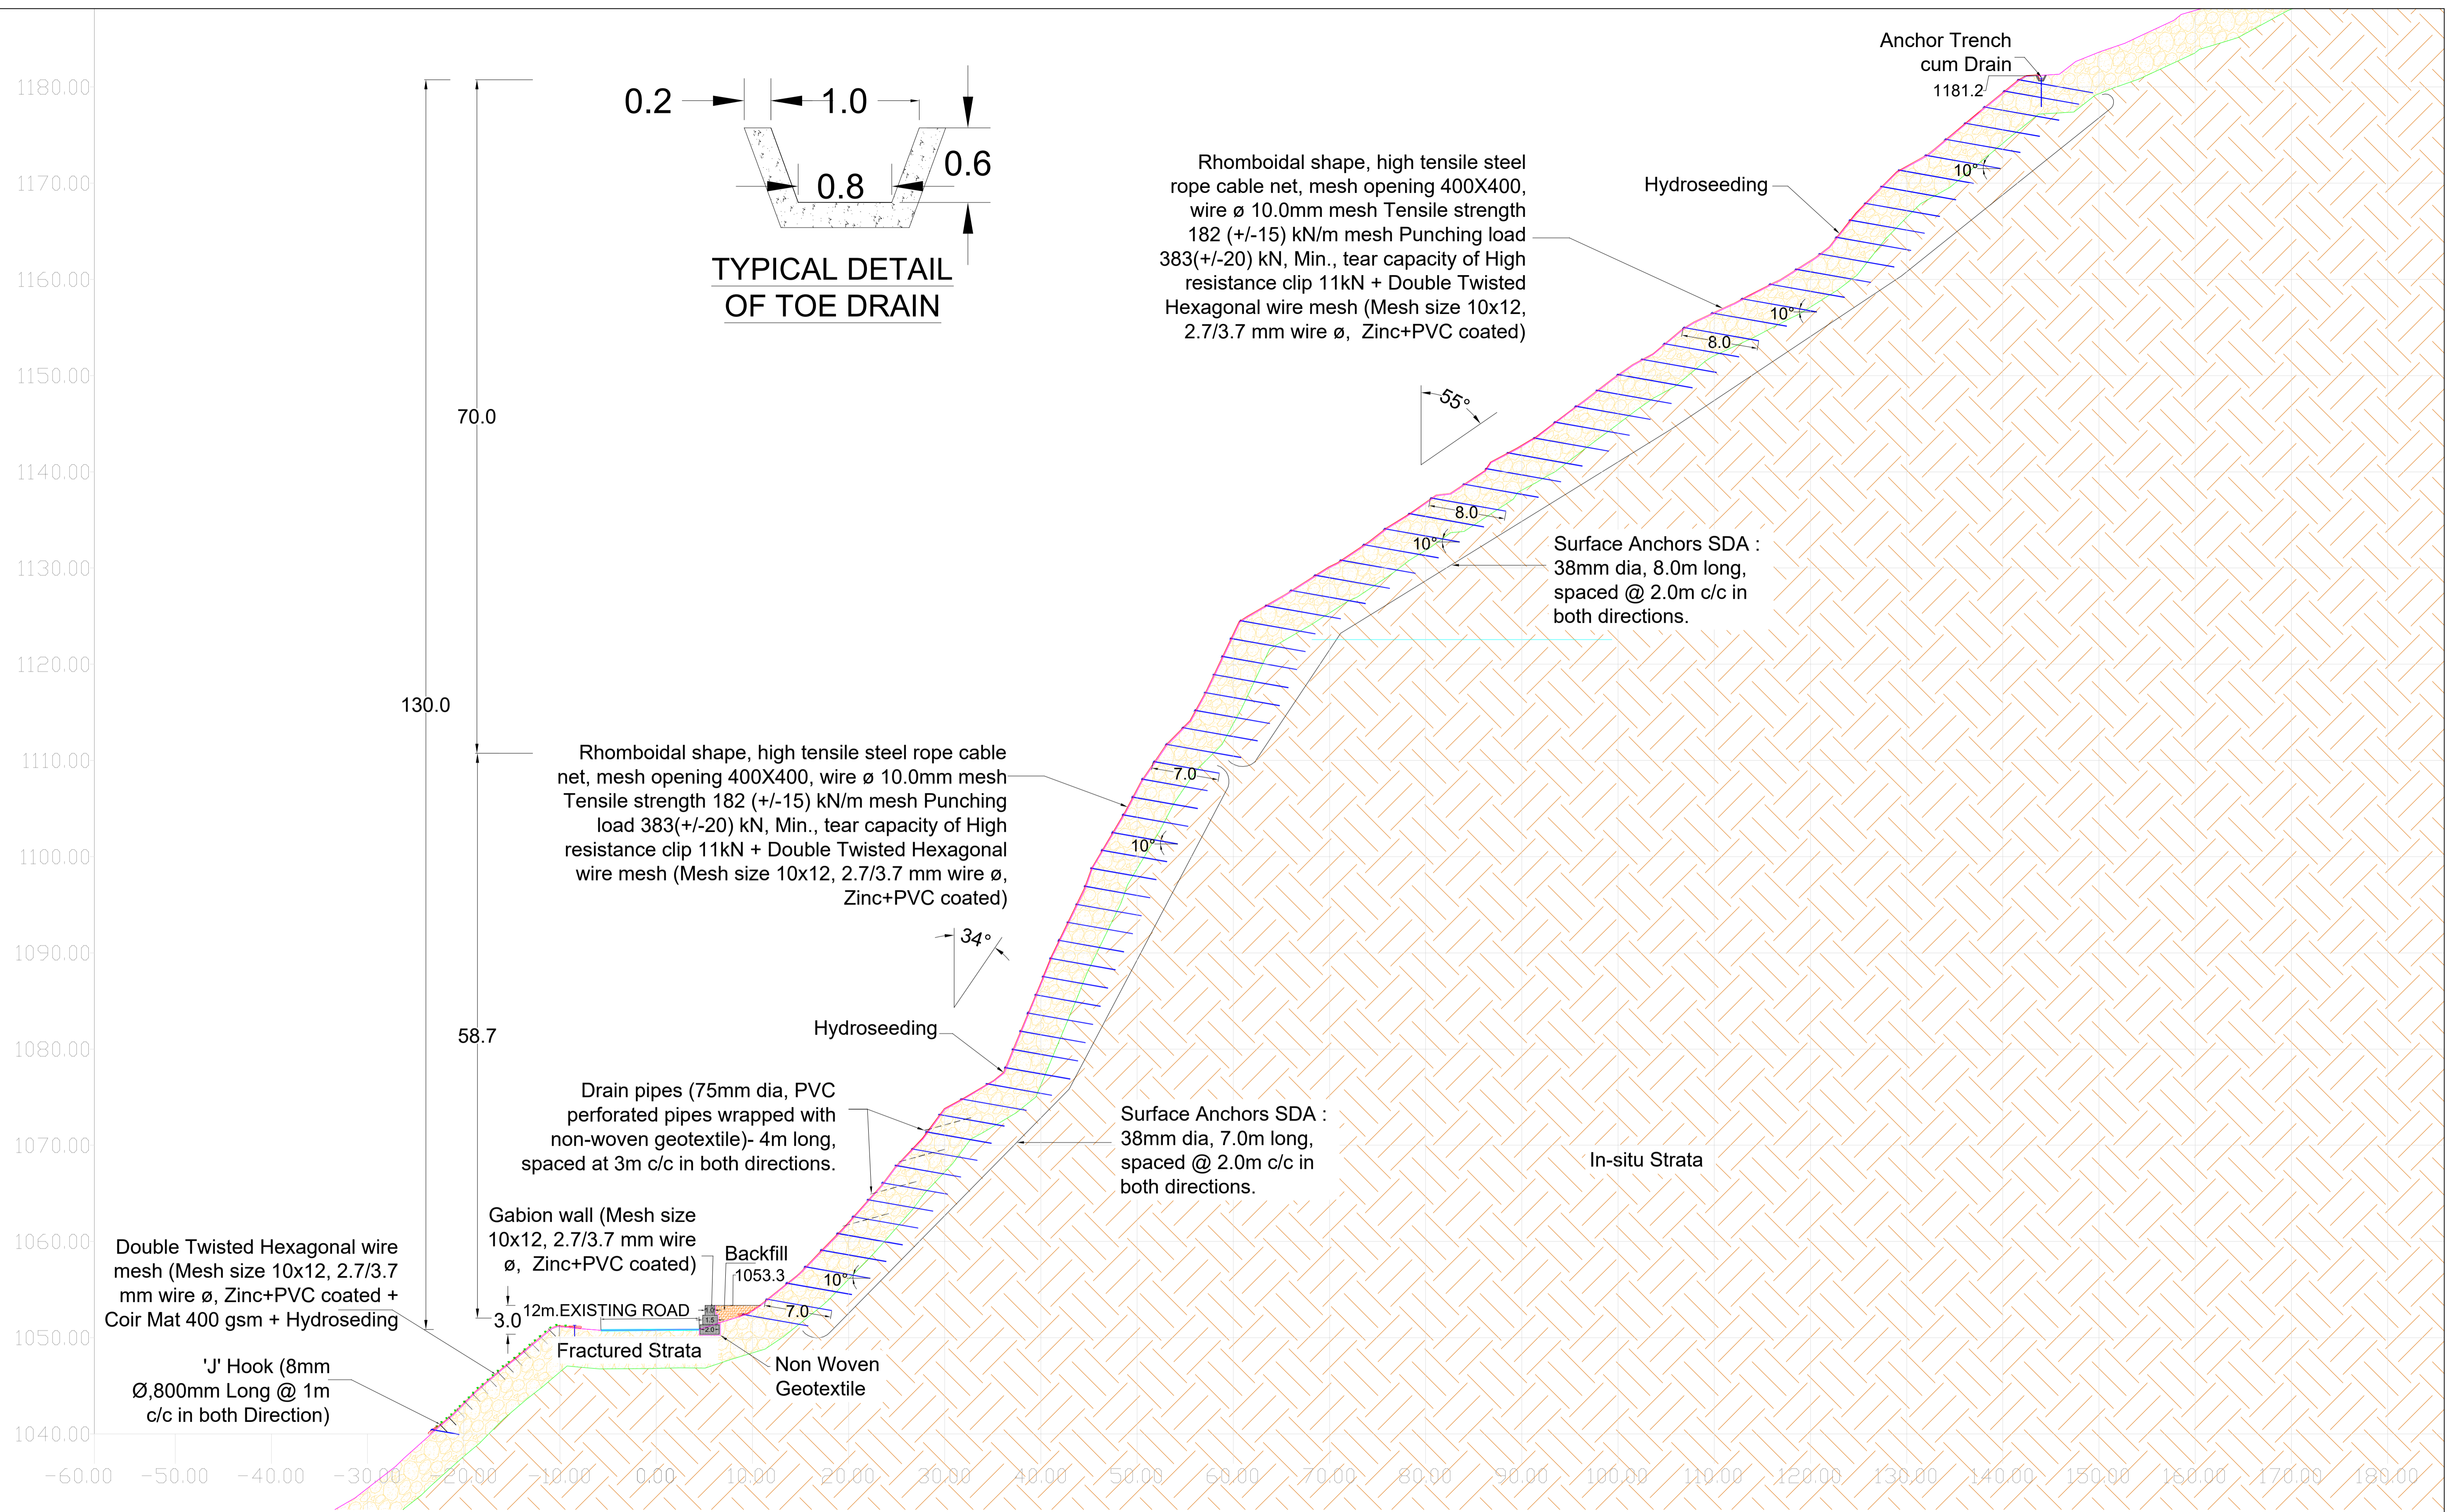 Anchor Trench
cum Drain
1181.2
0.2
1.0
0.6
0.8
TYPICAL DETAIL
OF TOE DRAIN
Rhomboidal shape, high tensile steel
rope cable net, mesh opening 400X400,
wire ø 10.0mm mesh Tensile strength
182 (+/-15) kN/m mesh Punching load
383(+/-20) kN, Min., tear capacity of High
resistance clip 11kN + Double Twisted
Hexagonal wire mesh (Mesh size 10x12,
2.7/3.7 mm wire ø, Zinc+PVC coated)
Hydroseeding
10°
10°
8.0
55°
8.0
10°
Surface Anchors SDA :
38mm dia, 8.0m long,
spaced @ 2.0m c/c in
both directions.
70.0
130.0
58.7
Rhomboidal shape, high tensile steel rope cable
net, mesh opening 400X400, wire ø 10.0mm mesh
Tensile strength 182 (+/-15) kN/m mesh Punching
load 383(+/-20) kN, Min., tear capacity of High
resistance clip 11kN + Double Twisted Hexagonal
wire mesh (Mesh size 10x12, 2.7/3.7 mm wire ø,
Zinc+PVC coated)
7.0
10°
34°
Hydroseeding
Drain pipes (75mm dia, PVC
perforated pipes wrapped with
non-woven geotextile)- 4m long,
spaced at 3m c/c in both directions.
Surface Anchors SDA :
38mm dia, 7.0m long,
spaced @ 2.0m c/c in
both directions.
In-situ Strata
Gabion wall (Mesh size
10x12, 2.7/3.7 mm wire
ø, Zinc+PVC coated)
Backfill
1053.3
10°
7.0
Double Twisted Hexagonal wire
mesh (Mesh size 10x12, 2.7/3.7
mm wire ø, Zinc+PVC coated +
Coir Mat 400 gsm + Hydroseding
3.0
12m.EXISTING ROAD
1.0
1.5
2.0
Fractured Strata
Non Woven
Geotextile
'J' Hook (8mm
Ø,800mm Long @ 1m
c/c in both Direction)
1180.00
1170.00
1160.00
1150.00
1140.00
1130.00
1120.00
1110.00
1100.00
1090.00
1080.00
1070.00
1060.00
1050.00
1040.00
-60.00 -50.00 -40.00 -30.00 -20.00 -10.00 0.00 10.00 20.00 30.00 40.00 50.00 60.00 70.00 80.00 90.00 100.00 110.00 120.00 130.00 140.00 150.00 160.00 170.00 180.00